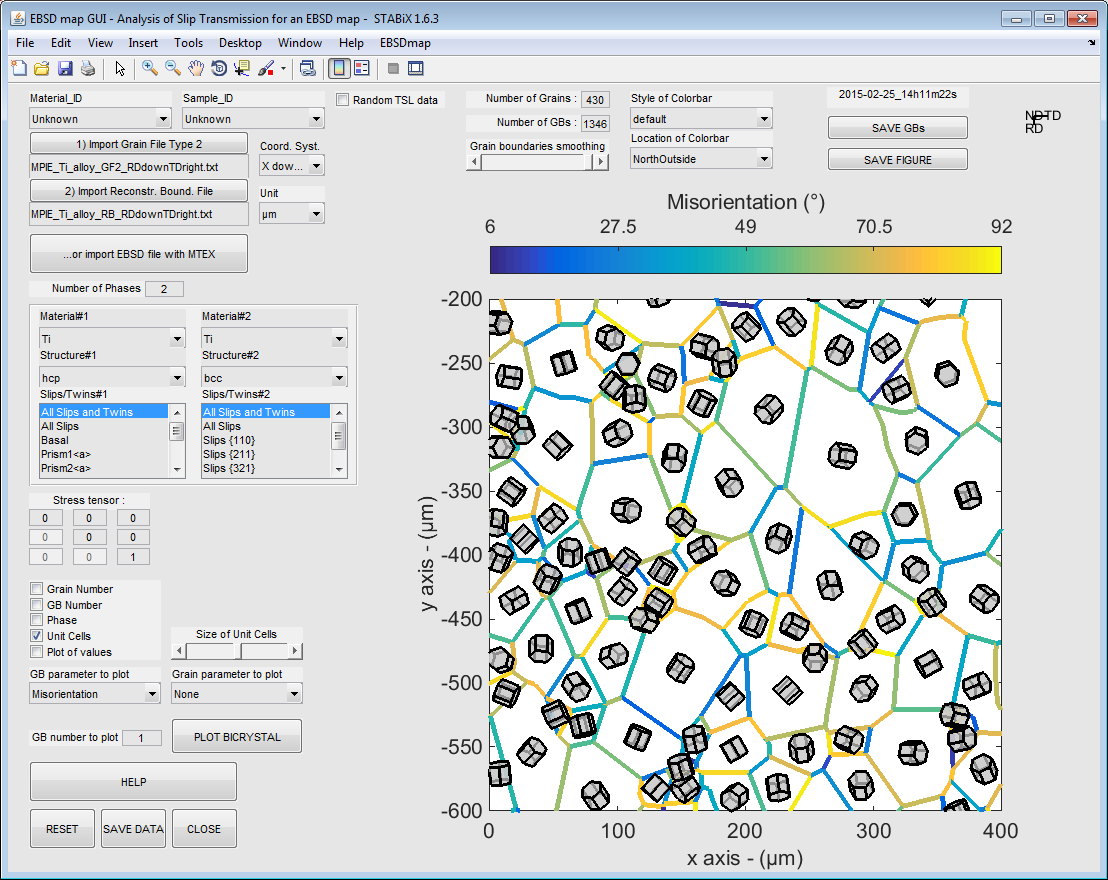 EBSD map GUI - Analysis of Slip Transmission for an EBSD map - STABiX 1.6.3
File Edit View Insert Tools Desktop Window Help EBSDmap
Material_ID
Unknown
Sample_ID
Unknown
Random TSL data
1) Import Grain File Type 2
MPIE_Ti_alloy_GF2_RDdownTDright.txt
2) Import Reconstr. Bound. File
MPIE_Ti_alloy_RB_RDdownTDright.txt
...or import EBSD file with MTEX
Coord. Syst.
X dow...
Unit
µm
Number of Grains : 430
Number of GBs : 1346
Grain boundaries smoothing
Style of Colorbar
default
Location of Colorbar
NorthOutside
2015-02-25_14h11m22s
SAVE GBs
SAVE FIGURE
ND TD
RD
Number of Phases 2
Material#1
Ti
Structure#1
hcp
Slips/Twins#1
All Slips and Twins
All Slips
Basal
Prism1<a>
Prism2<a>
Material#2
Ti
Structure#2
bcc
Slips/Twins#2
All Slips and Twins
All Slips
Slips {110}
Slips {211}
Slips {321}
Stress tensor :
0 0 0
0 0 0
0 0 1
Grain Number
GB Number
Phase
Unit Cells
Plot of values
Size of Unit Cells
GB parameter to plot
Misorientation
Grain parameter to plot
None
GB number to plot 1
PLOT BICRYSTAL
HELP
RESET SAVE DATA CLOSE
Misorientation (°)
6 27.5 49 70.5 92
-200
-250
-300
-350
-400
-450
-500
-550
-600
y axis - (µm)
0 100 200 300 400
x axis - (µm)